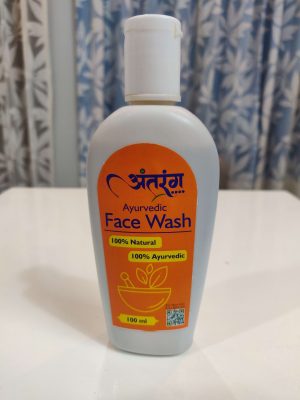 अंतरंग
Ayurvedic
Face Wash
100% Natural
100% Ayurvedic
100 ml